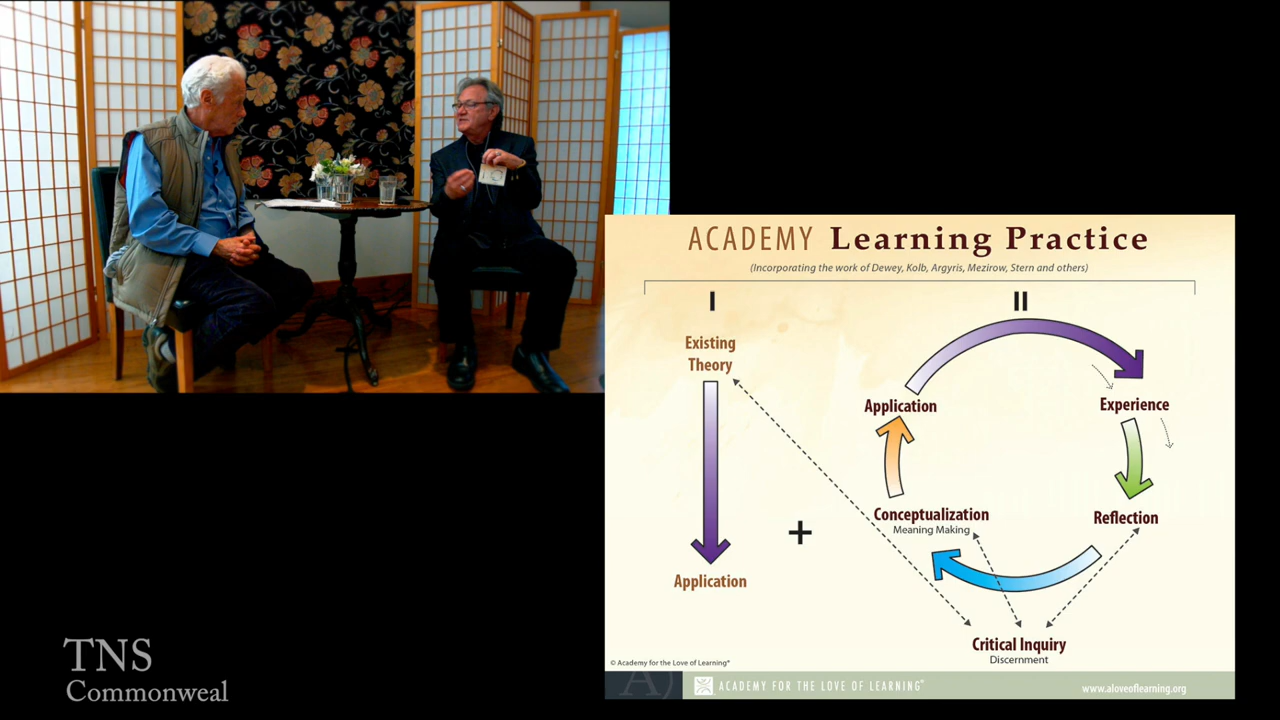 ACADEMY Learning Practice
(Incorporating the work of Dewey, Kolb, Argyris, Mezirow, Stern and others)
I
II
Existing
Theory
Application
Experience
Conceptualization
Meaning Making
Reflection
+
Application
Critical Inquiry
Discernment
© Academy for the Love of Learning®
A)
ACADEMY FOR THE LOVE OF LEARNING®
www.aloveoflearning.org
TNS
Commonweal